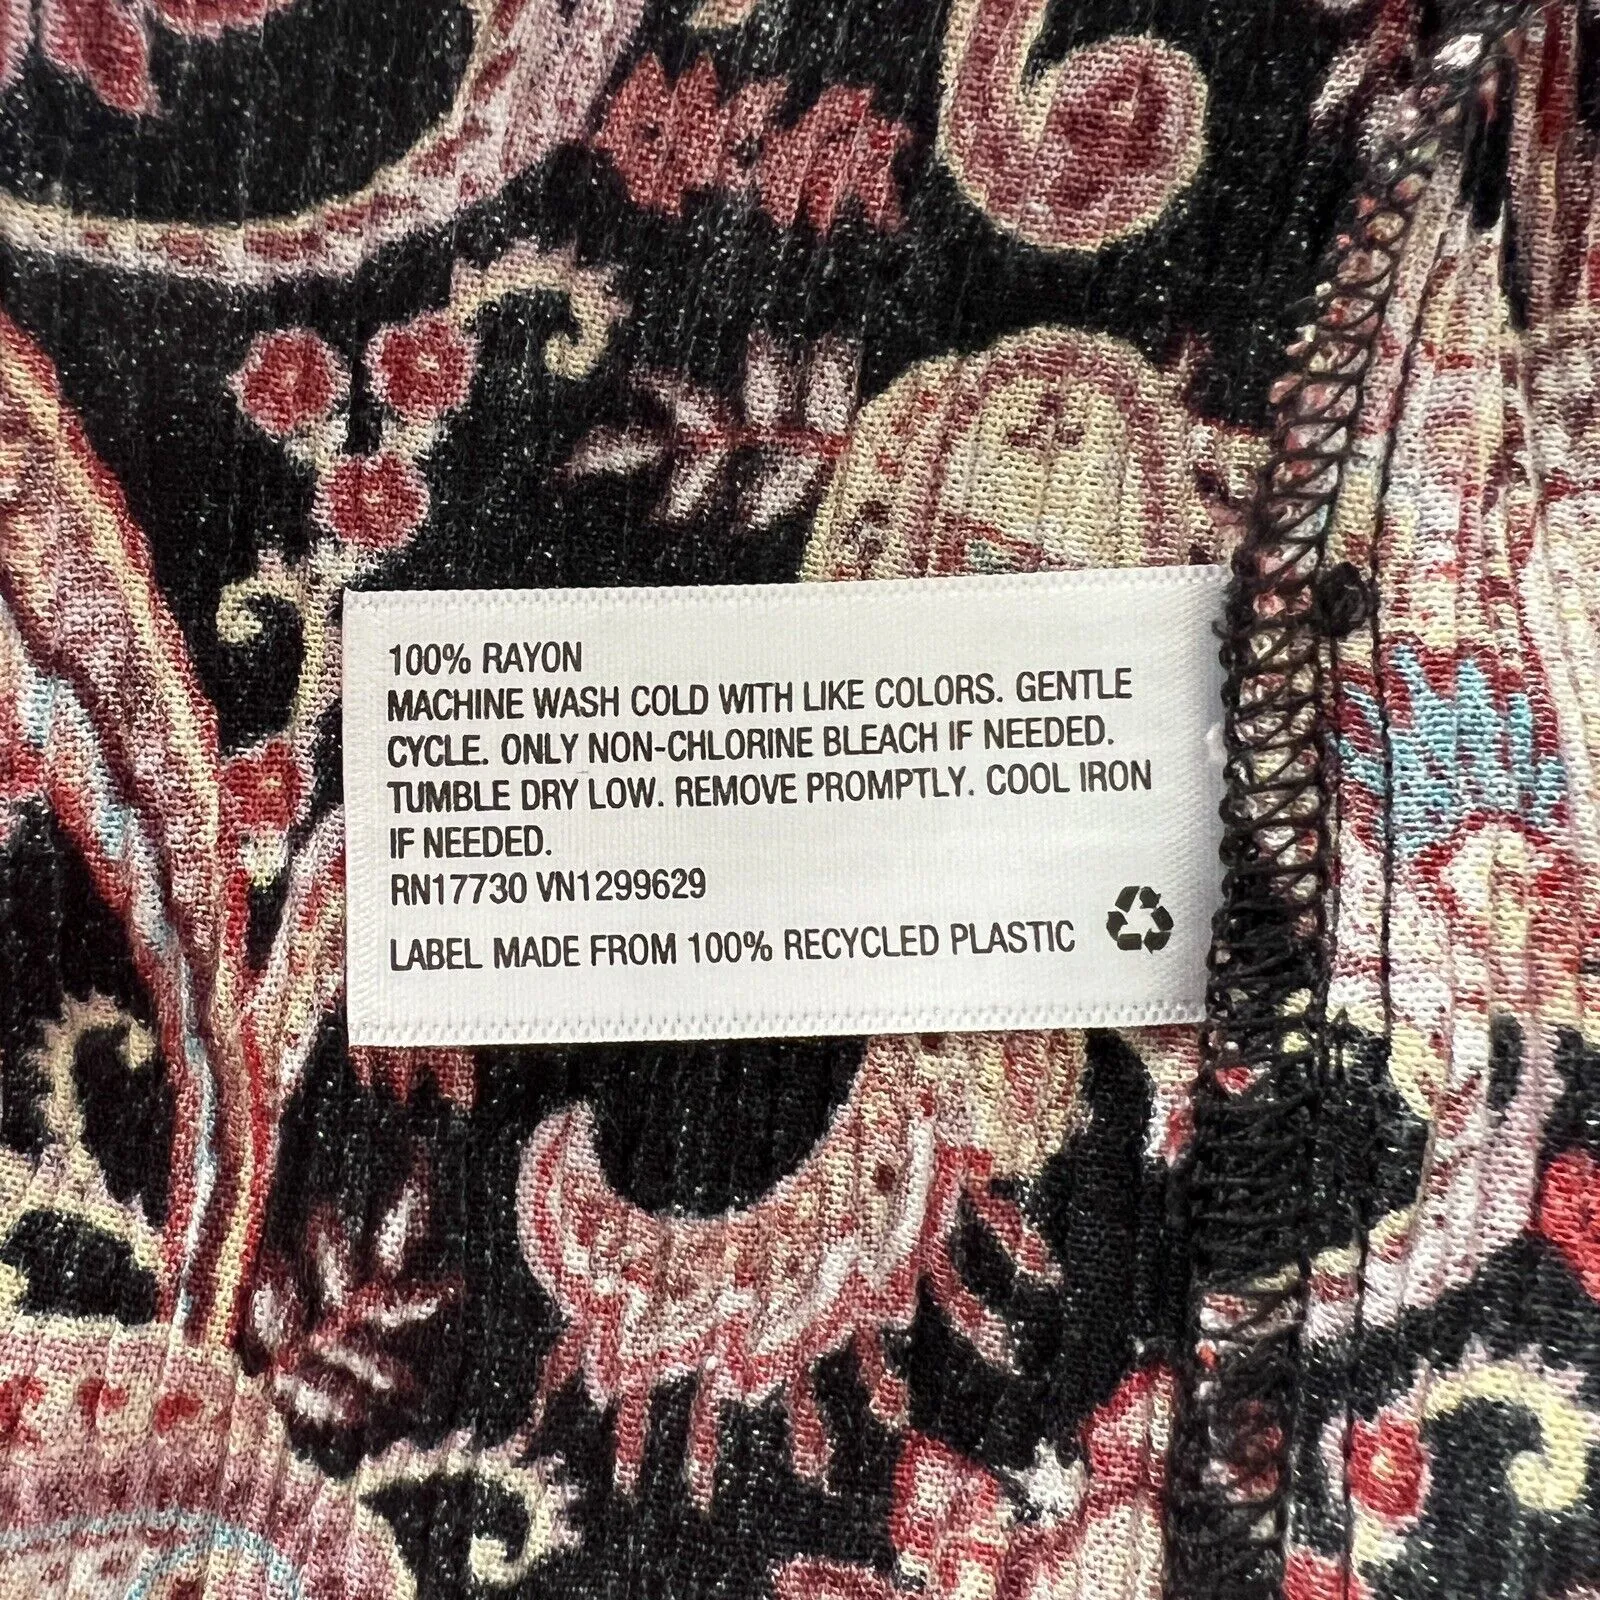 100% RAYON
MACHINE WASH COLD WITH LIKE COLORS. GENTLE
CYCLE. ONLY NON-CHLORINE BLEACH IF NEEDED.
TUMBLE DRY LOW. REMOVE PROMPTLY. COOL IRON
IF NEEDED.
RN17730 VN1299629
LABEL MADE FROM 100% RECYCLED PLASTIC